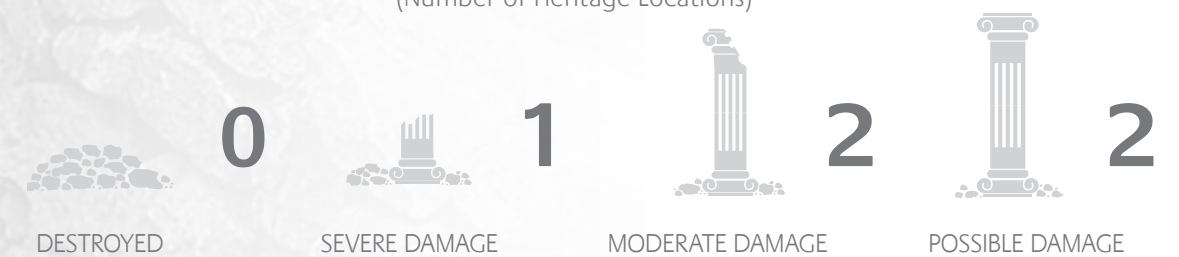 (Number of Heritage Locations)
0 1 2 2
DESTROYED SEVERE DAMAGE MODERATE DAMAGE POSSIBLE DAMAGE